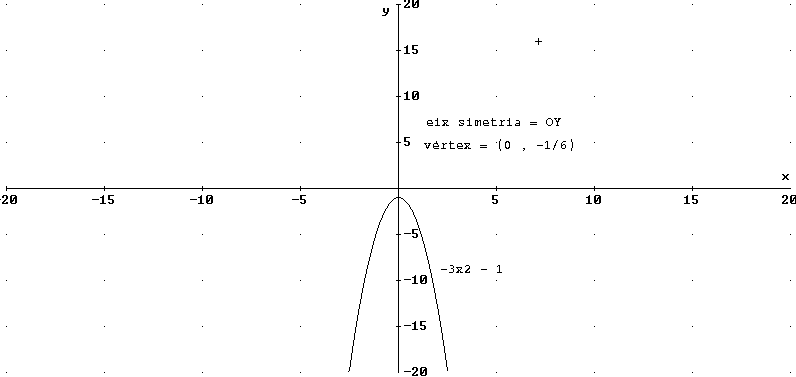 y
20
15
10
eix simetria = OY
5
vèrtex = (0 , -1/6)
x
-20 -15 -10 -5 5 10 15 20
-5
-3x2 - 1
-10
-15
-20